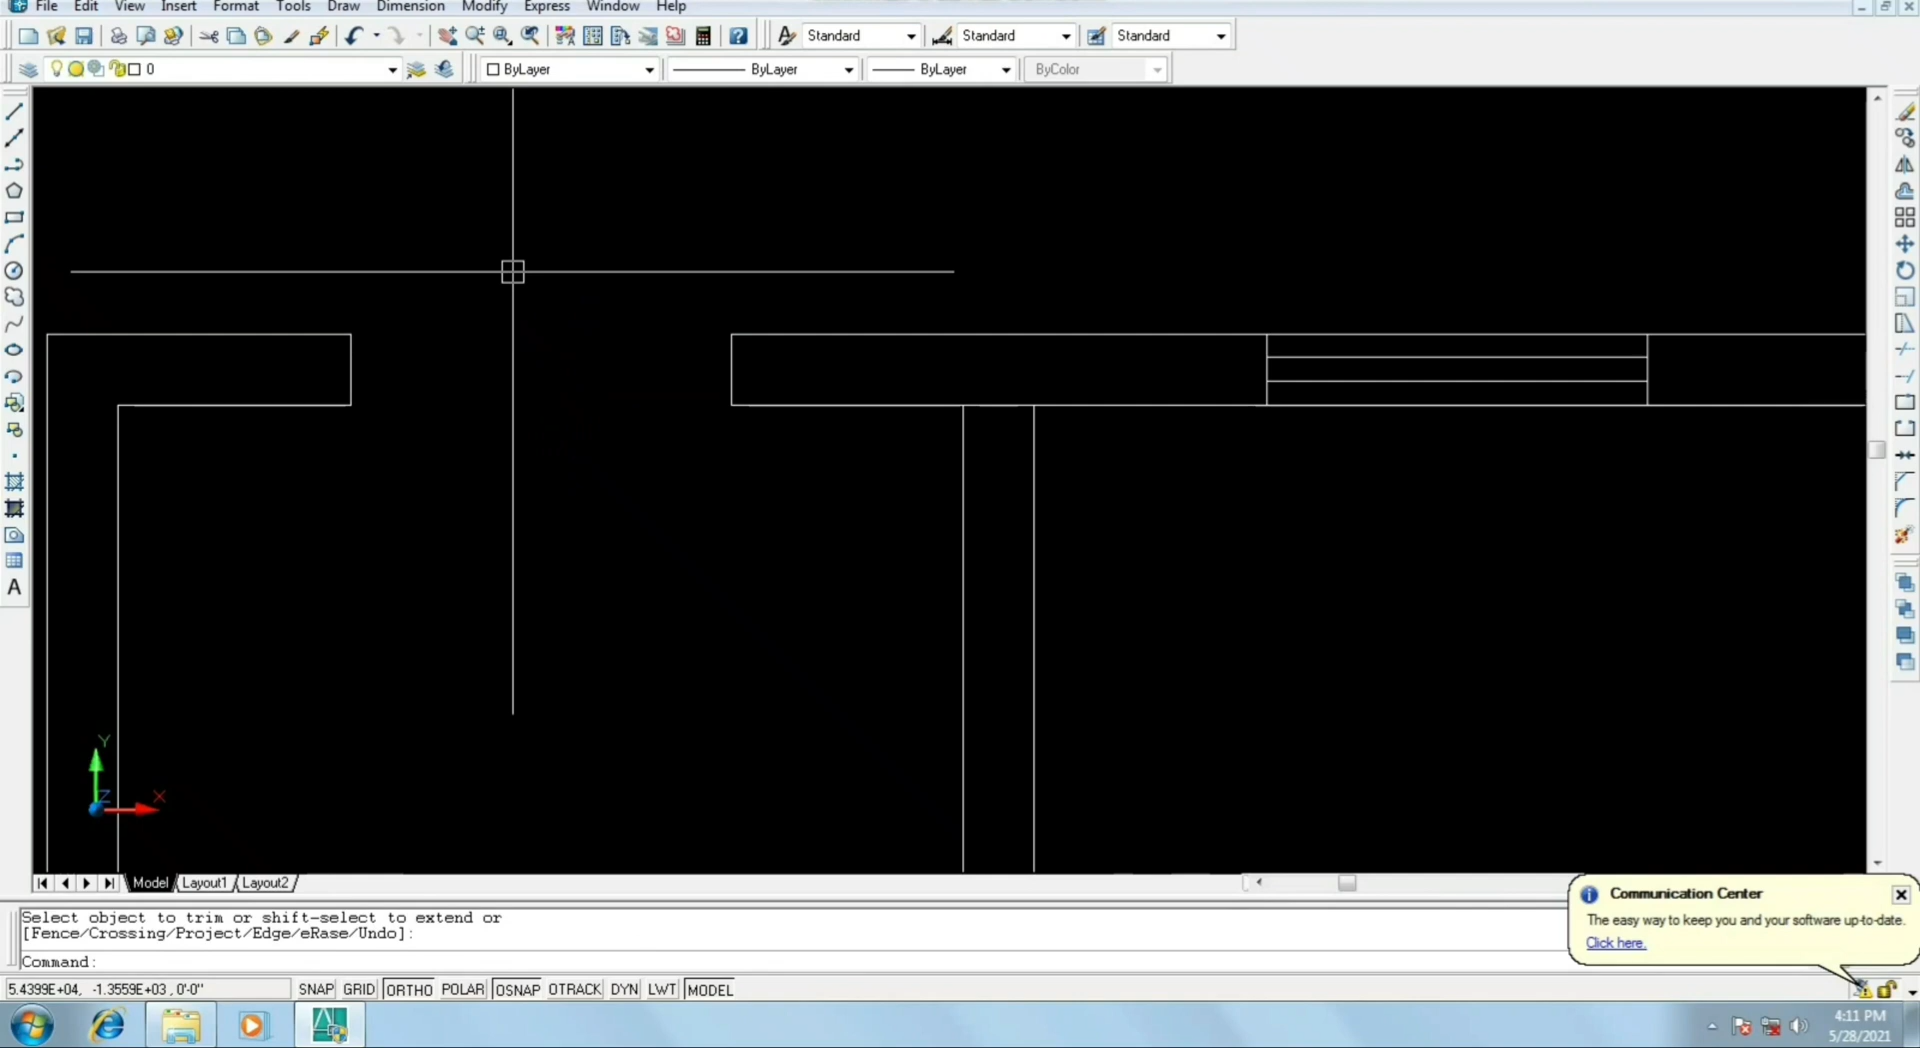 File Edit View Insert Format Tools Draw Dimension Modify Express Window Help
Standard Standard Standard
0 ByLayer ByLayer ByLayer ByColor
A
Y
Z X
Model Layout1 Layout2
Select object to trim or shift-select to extend or
[Fence/Crossing/Project/Edge/eRase/Undo]:
Command:
Communication Center
The easy way to keep you and your software up-to-date.
Click here.
5.4399E+04, -1.3559E+03 , 0'-0" SNAP GRID ORTHO POLAR OSNAP OTRACK DYN LWT MODEL
4:11 PM
5/28/2021